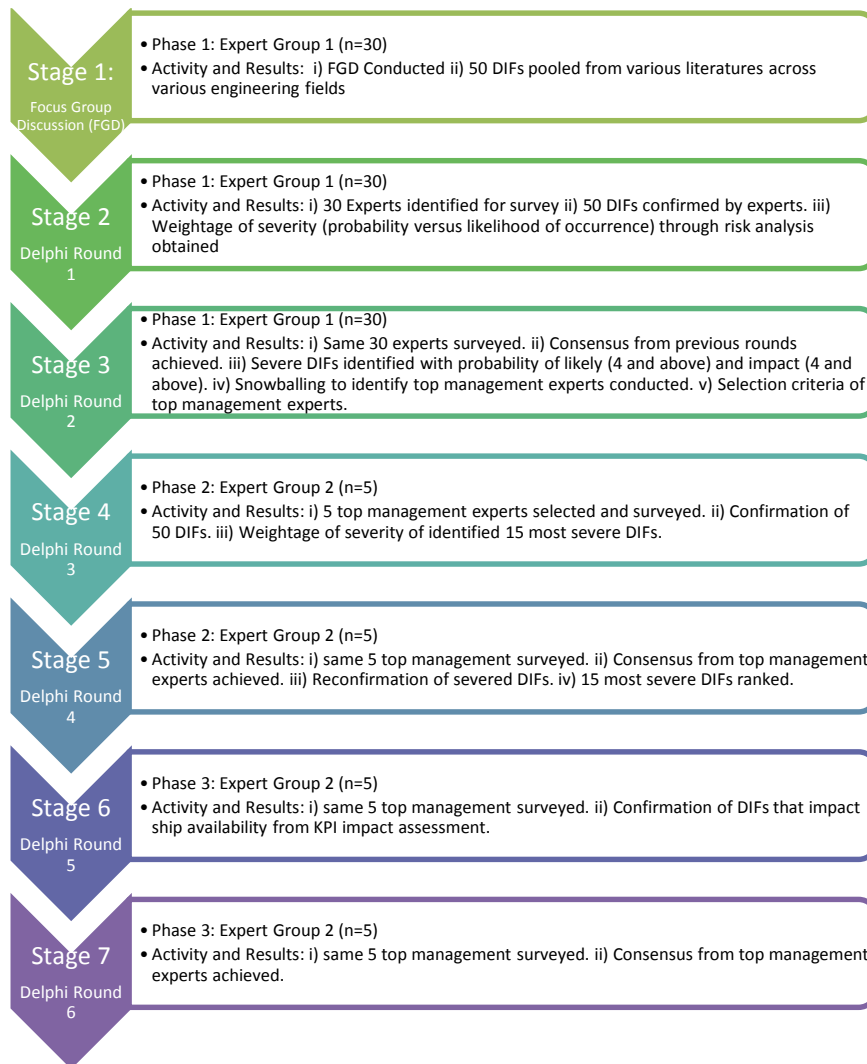 Stage 1:
Focus Group
Discussion (FGD)
• Phase 1: Expert Group 1 (n=30)
• Activity and Results:  i) FGD Conducted ii) 50 DIFs pooled from various literatures across
various engineering fields
Stage 2
Delphi Round
1
• Phase 1: Expert Group 1 (n=30)
• Activity and Results: i) 30 Experts identified for survey ii) 50 DIFs confirmed by experts. iii)
Weightage of severity (probability versus likelihood of occurrence) through risk analysis
obtained
Stage 3
Delphi Round
2
• Phase 1: Expert Group 1 (n=30)
• Activity and Results: i) Same 30 experts surveyed. ii) Consensus from previous rounds
achieved. iii) Severe DIFs identified with probability of likely (4 and above) and impact (4 and
above). iv) Snowballing to identify top management experts conducted. v) Selection criteria of
top management experts.
Stage 4
Delphi Round
3
• Phase 2: Expert Group 2 (n=5)
• Activity and Results: i) 5 top management experts selected and surveyed. ii) Confirmation of
50 DIFs. iii) Weightage of severity of identified 15 most severe DIFs.
Stage 5
Delphi Round
4
• Phase 2: Expert Group 2 (n=5)
• Activity and Results: i) same 5 top management surveyed. ii) Consensus from top management
experts achieved. iii) Reconfirmation of severed DIFs. iv) 15 most severe DIFs ranked.
Stage 6
Delphi Round
5
• Phase 3: Expert Group 2 (n=5)
• Activity and Results: i) same 5 top management surveyed. ii) Confirmation of DIFs that impact
ship availability from KPI impact assessment.
Stage 7
Delphi Round
6
• Phase 3: Expert Group 2 (n=5)
• Activity and Results: i) same 5 top management surveyed. ii) Consensus from top management
experts achieved.